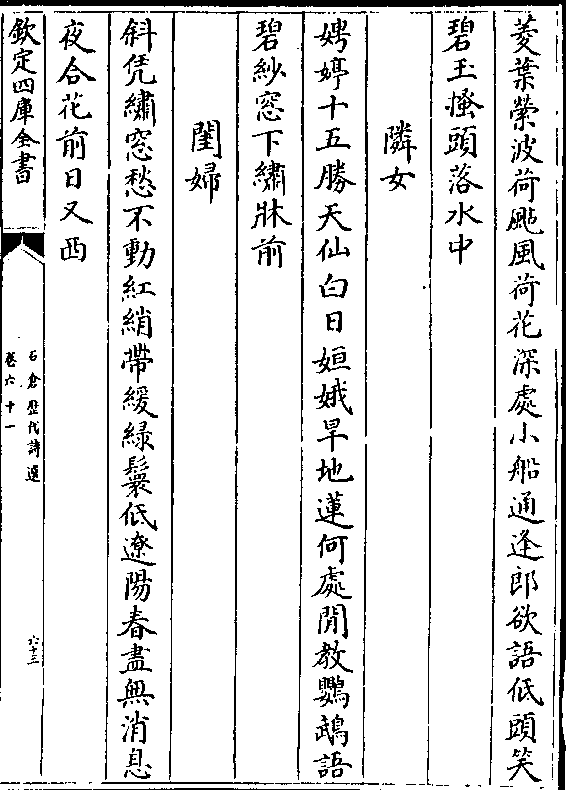 菱葉縈波荷颭風荷花深處小船通逢郎欲語低頭笑
碧玉搔頭落水中
隣女
娉婷十五勝天仙白日姮娥旱地蓮何處閒教鸚鵡語
碧紗窓下繡牀前
閨婦
斜凭繡窓愁不動紅綃帶緩緑鬟低遼陽春盡無消息
夜合花前日又西
欽定四庫全書
石倉歷代詩選
卷六十一
六十三